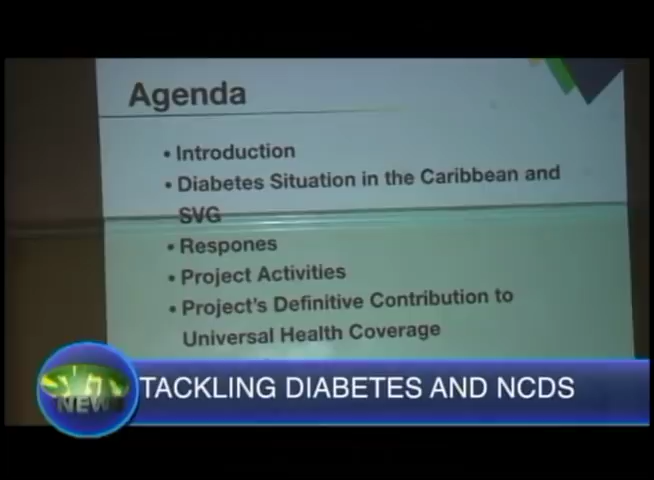 Agenda
• Introduction
• Diabetes Situation in the Caribbean and
SVG
• Respones
• Project Activities
• Project's Definitive Contribution to
Universal Health Coverage
NEW
TACKLING DIABETES AND NCDS